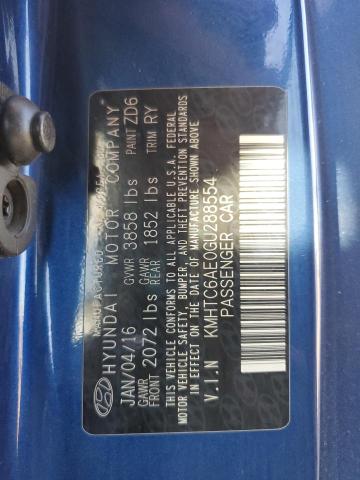 HYUNDAI MOTOR COMPANY
JAN/04/16 GVWR 3858 lbs PAINT ZD6
GAWR FRONT 2072 lbs GAWR REAR 1852 lbs TRIM RY
THIS VEHICLE CONFORMS TO ALL APPLICABLE U.S.A. FEDERAL
MOTOR VEHICLE SAFETY, BUMPER, AND THEFT PREVENTION STANDARDS
IN EFFECT ON THE DATE OF MANUFACTURE SHOWN ABOVE.
V.I.N KMHTC6AE0GU288554
PASSENGER CAR